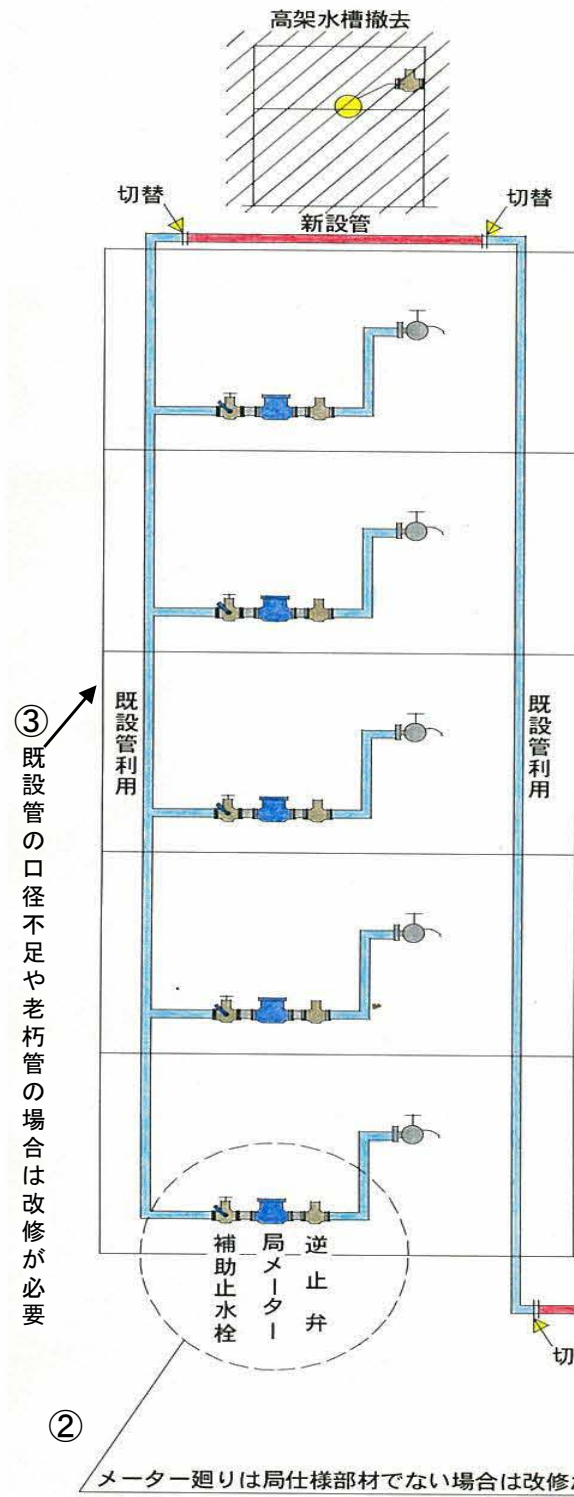 高架水槽撤去
切替
新設管
切替
既設管利用
既設管利用
③
既設管の口径不足や老朽管の場合は改修が必要
補助止水栓
局メーター
逆止弁
切
②
メーター廻りは局仕様部材でない場合は改修